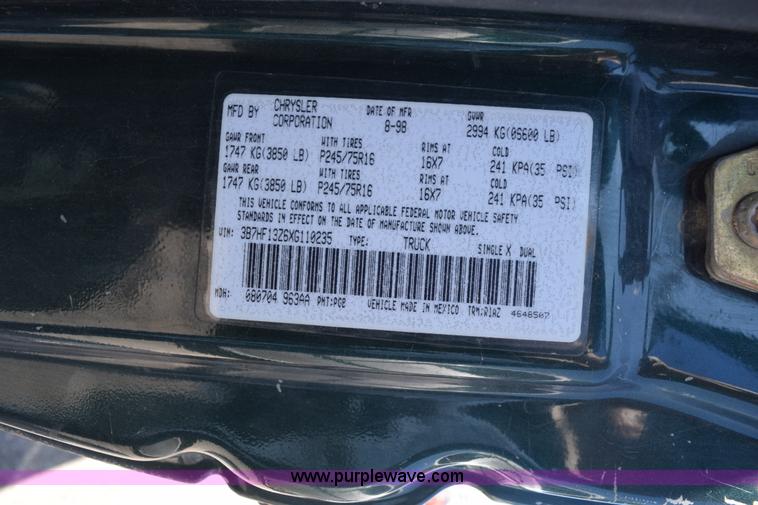 MFD BY CHRYSLER CORPORATION DATE OF MFR 8-98 GVWR 2994 KG(05600 LB)
GAWR FRONT WITH TIRES RIMS AT COLD
1747 KG(3850 LB) P245/75R16 16X7 241 KPA(35 PSI)
GAWR REAR WITH TIRES RIMS AT COLD
1747 KG(3850 LB) P245/75R16 16X7 241 KPA(35 PSI)
THIS VEHICLE CONFORMS TO ALL APPLICABLE FEDERAL MOTOR VEHICLE SAFETY
STANDARDS IN EFFECT ON THE DATE OF MANUFACTURE SHOWN ABOVE.
VIN: 3B7HF13Z6XG110235 TYPE: TRUCK SINGLE X DUAL
MDH: 080704 963AA PNT:PG8 VEHICLE MADE IN MEXICO TRM:R1AZ 4648507
www.purplewave.com